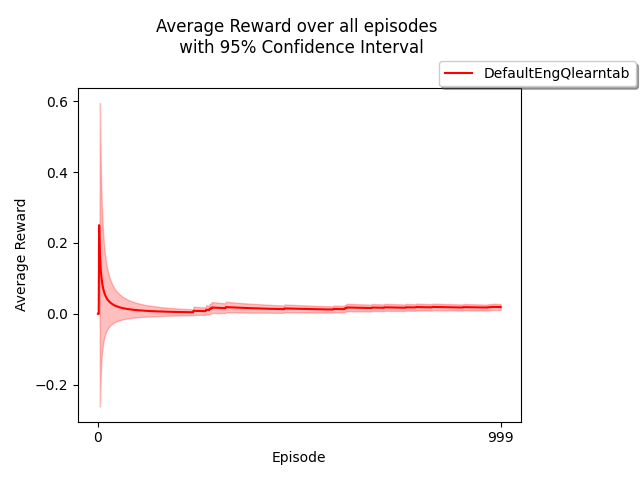 Average Reward over all episodes
with 95% Confidence Interval
DefaultEngQlearntab
0.6
0.4
0.2
0.0
−0.2
Average Reward
0
999
Episode